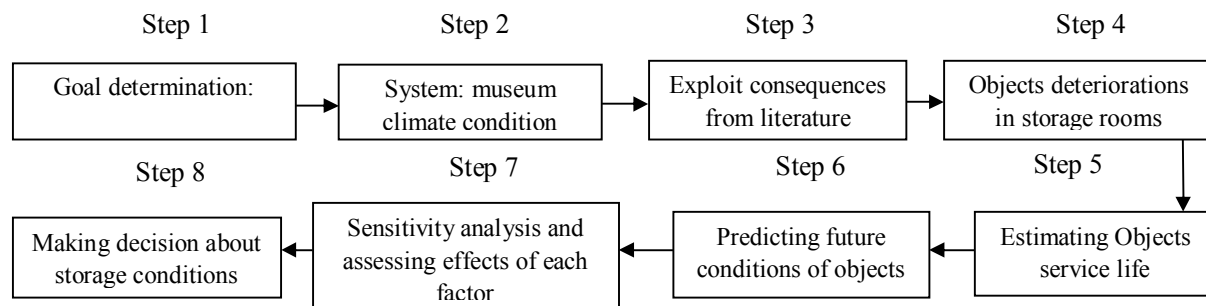 Step 1
Step 2
Step 3
Step 4
Goal determination:
System: museum
climate condition
Exploit consequences
from literature
Objects deteriorations
in storage rooms
Step 8
Step 7
Step 6
Step 5
Making decision about
storage conditions
Sensitivity analysis and
assessing effects of each
factor
Predicting future
conditions of objects
Estimating Objects
service life